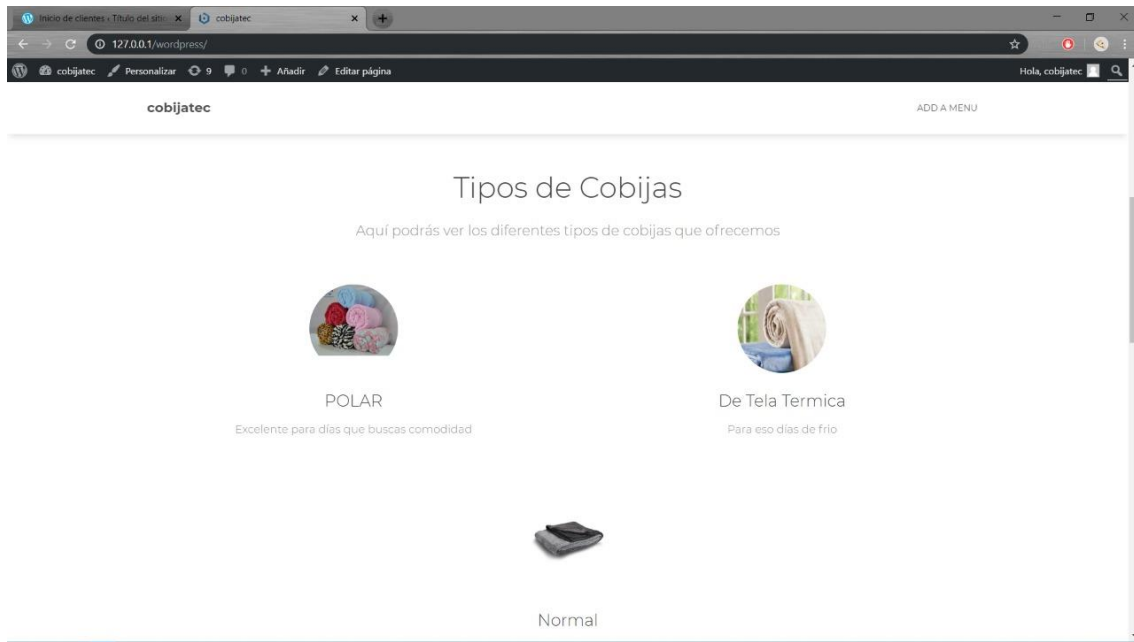 Inicio de clientes ‹ Título del sitio
cobijatec
127.0.0.1/wordpress/
cobijatec Personalizar 9 0 Añadir Editar página Hola, cobijatec
cobijatec ADD A MENU
Tipos de Cobijas
Aquí podrás ver los diferentes tipos de cobijas que ofrecemos
POLAR
Excelente para días que buscas comodidad
De Tela Termica
Para eso días de frio
Normal